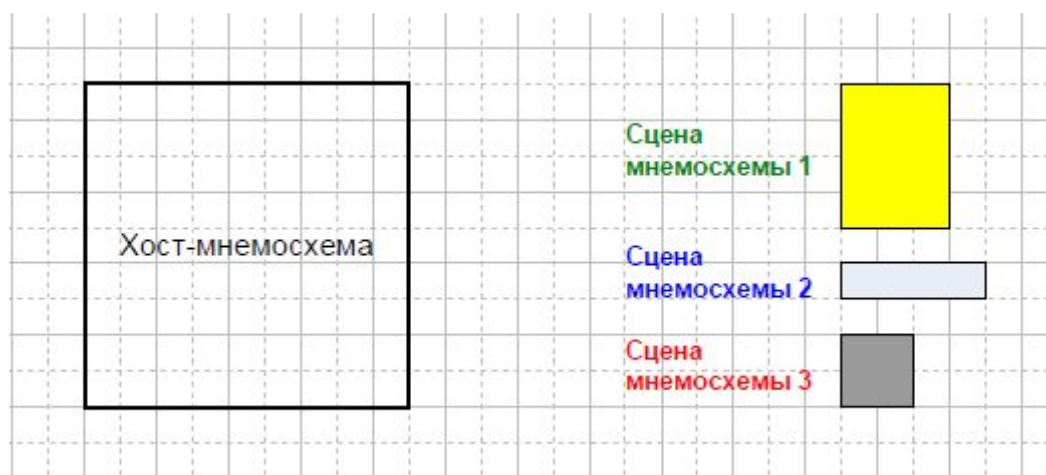 Хост-мнемосхема
Сцена
мнемосхемы 1
Сцена
мнемосхемы 2
Сцена
мнемосхемы 3